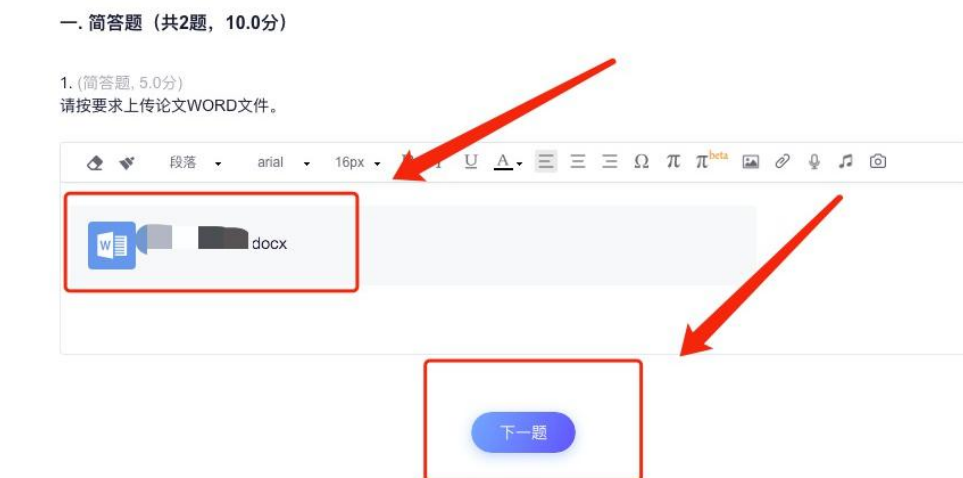 一. 简答题（共2题，10.0分）
1. (简答题, 5.0分)
请按要求上传论文WORD文件。
段落 arial 16px U A Ω π π beta
W docx
下一题